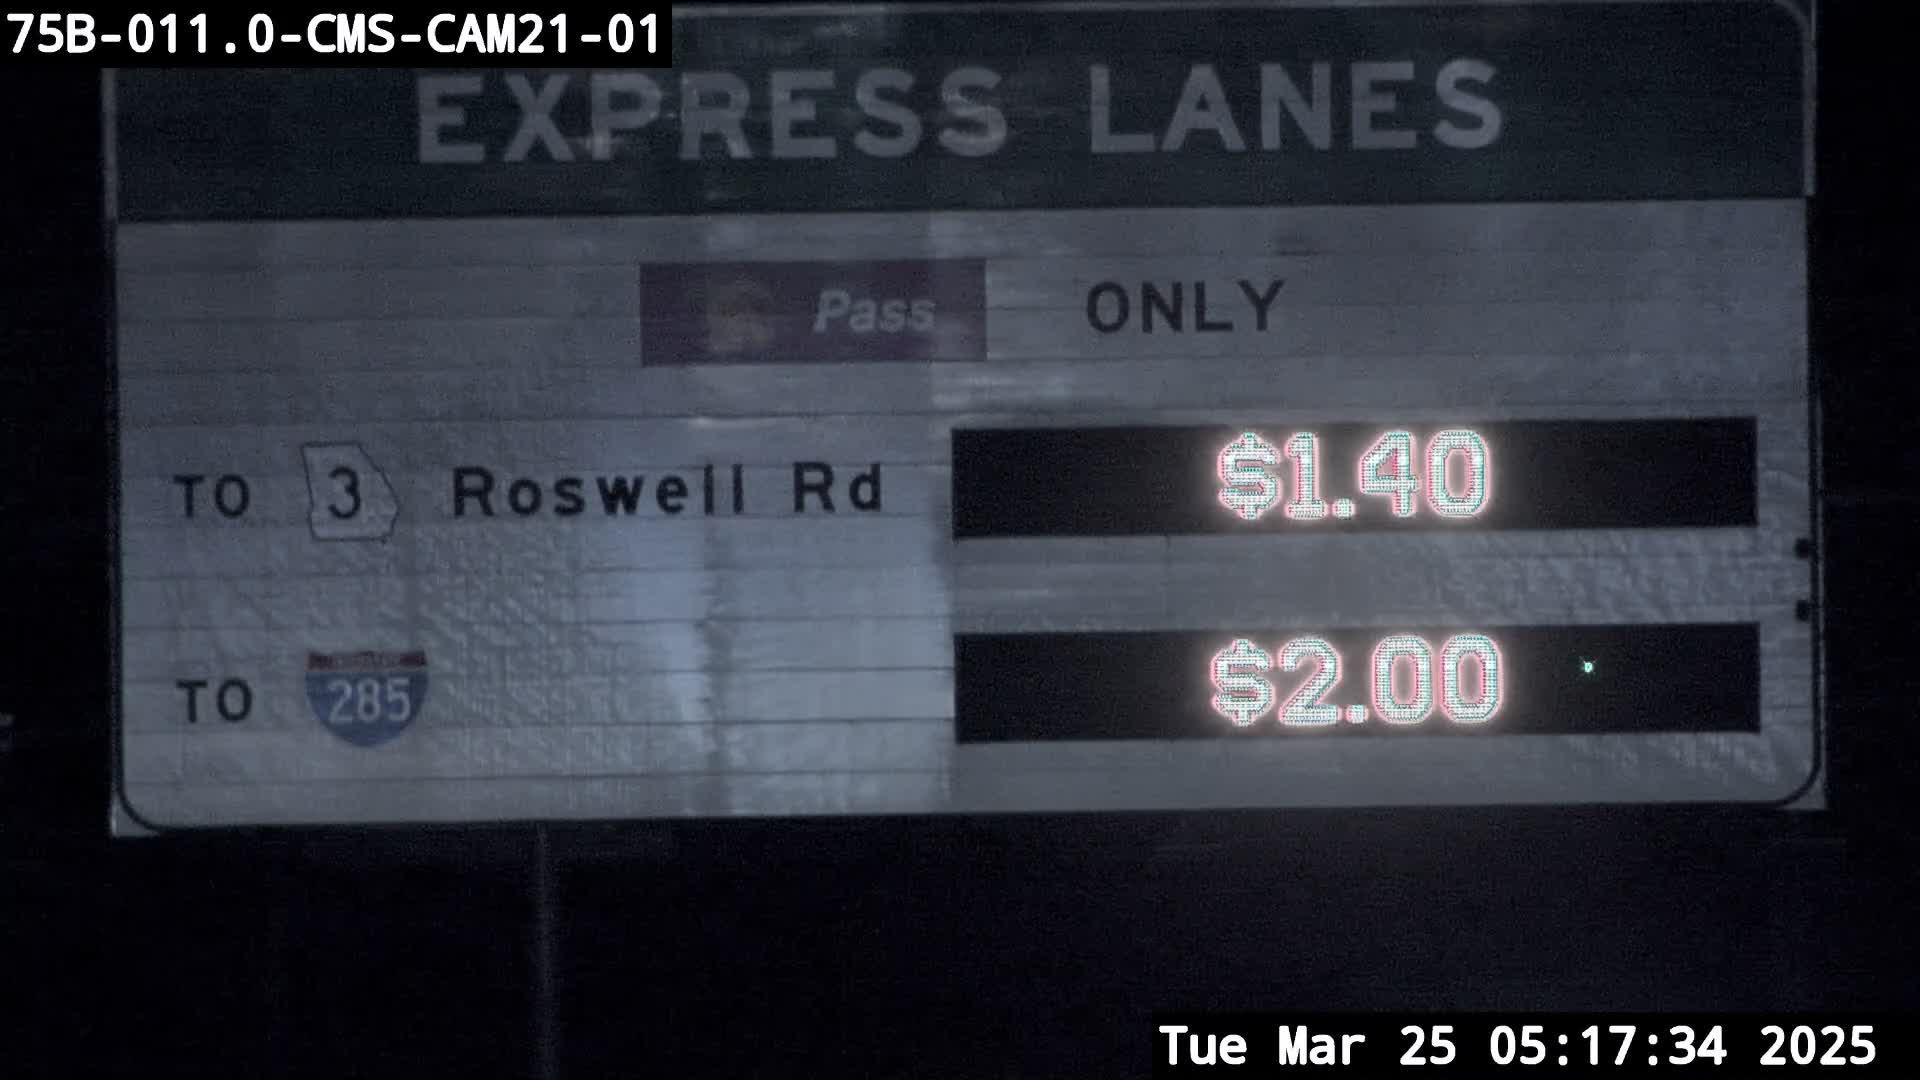 75B-011.0-CMS-CAM21-01
EXPRESS LANES
Pass ONLY
TO 3 Roswell Rd $1.40
TO 285 $2.00
Tue Mar 25 05:17:34 2025